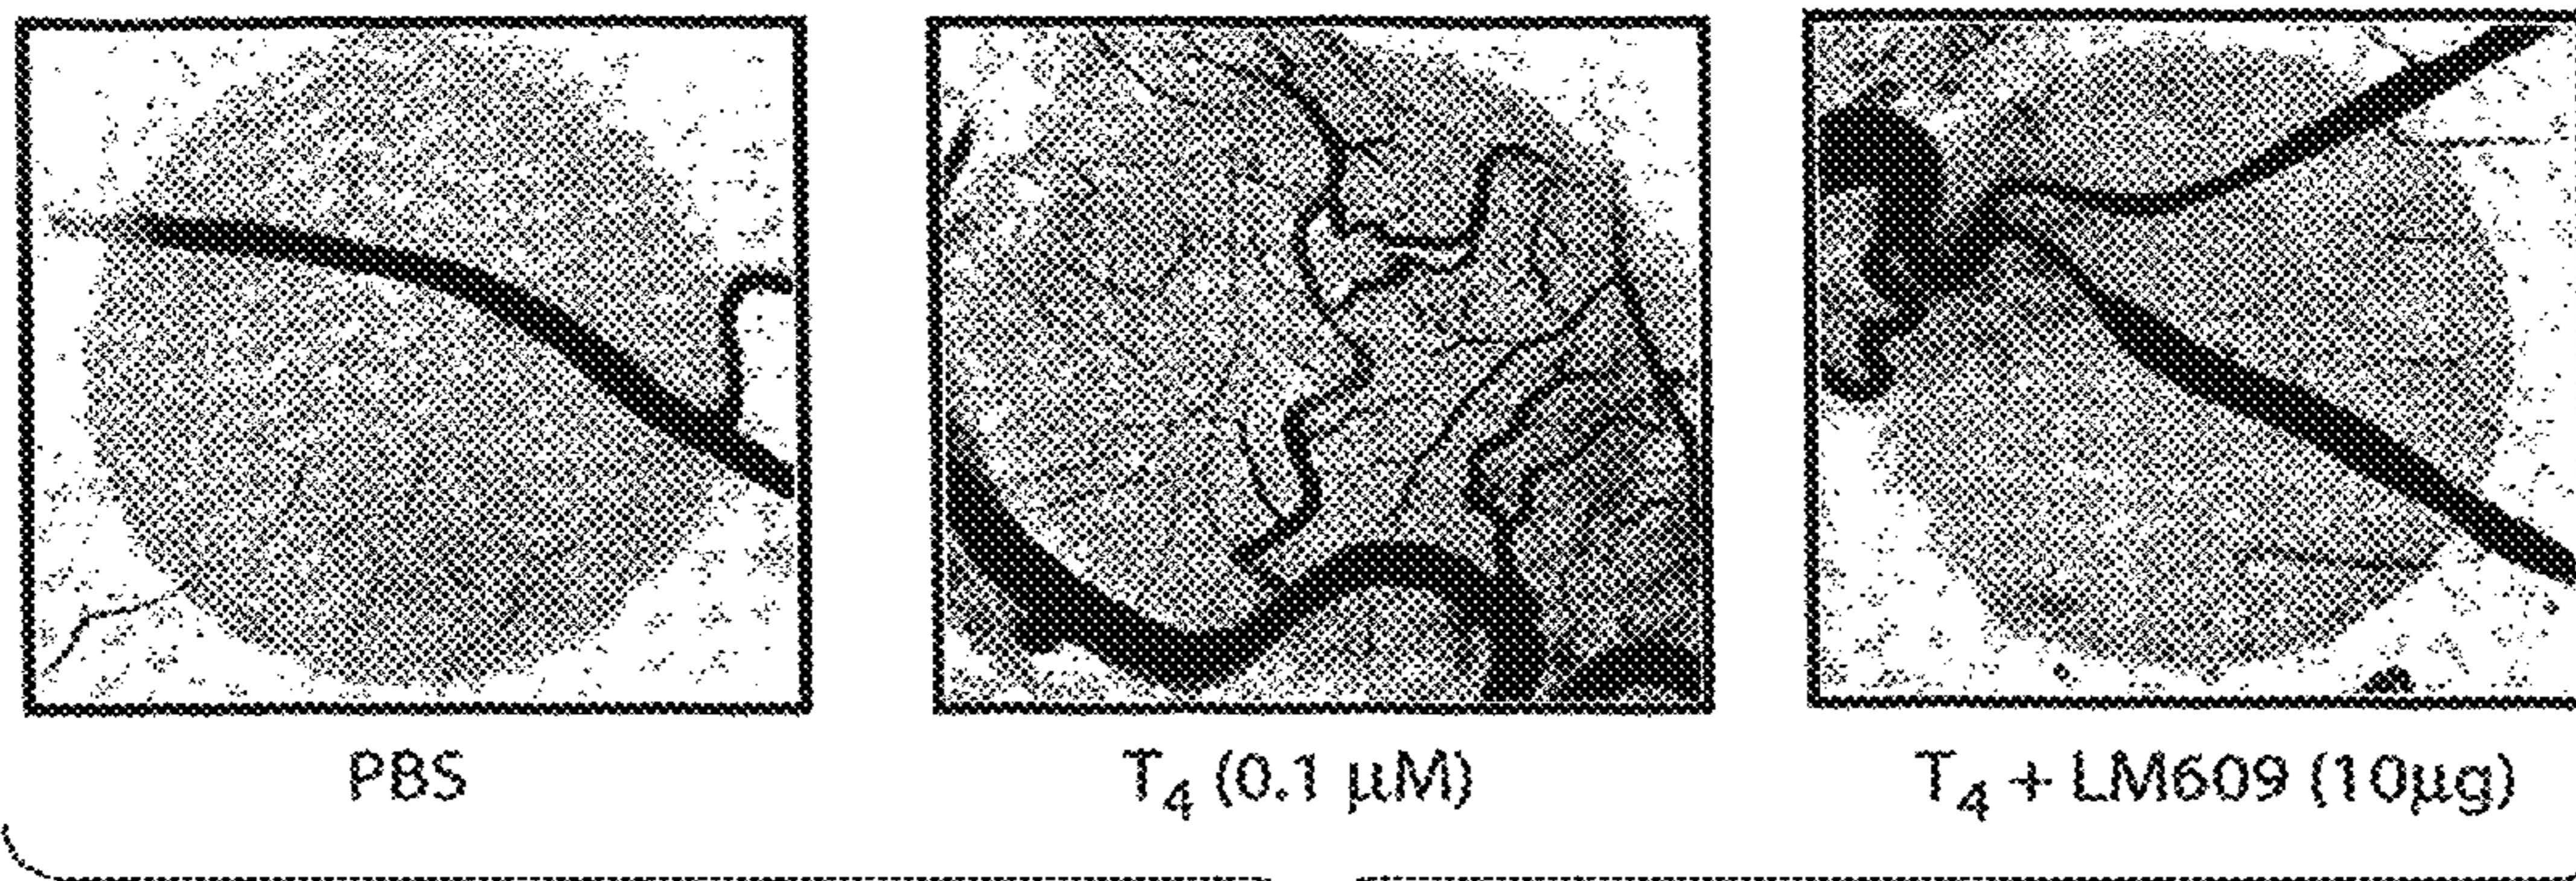 PBS
T₄ (0.1 μM)
T₄ + LM609 (10μg)